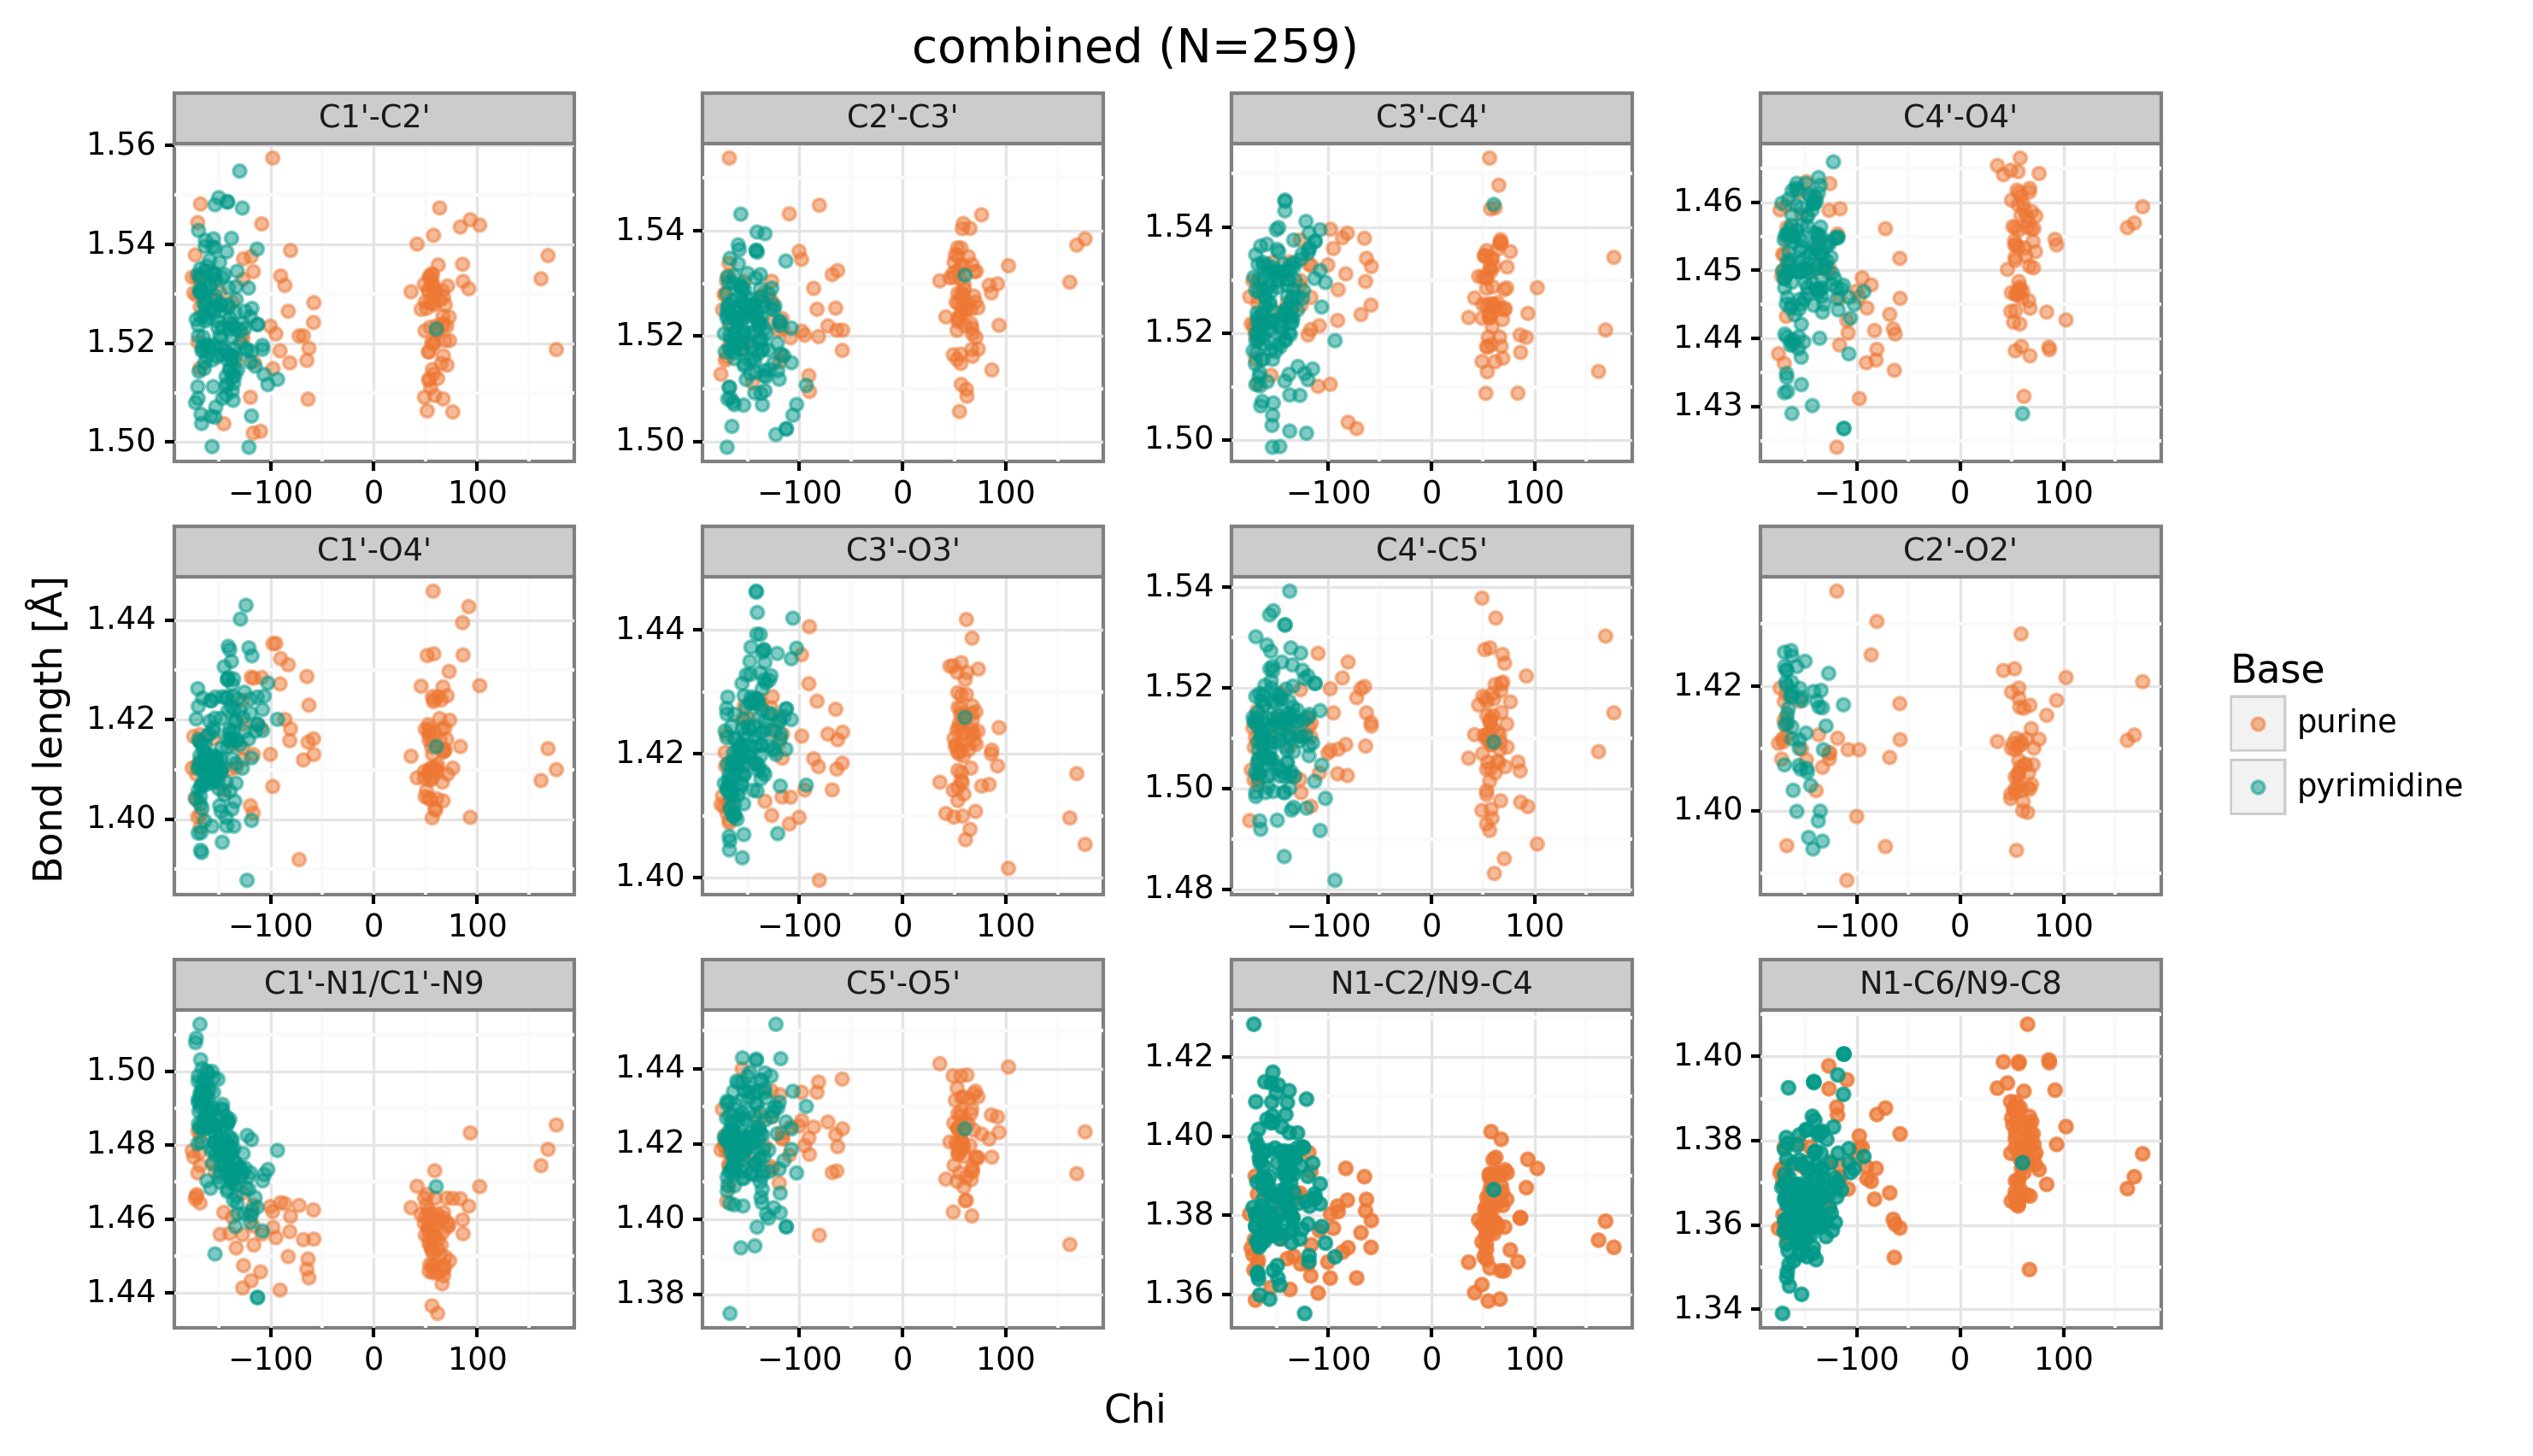 combined (N=259)
C1'-C2' C2'-C3' C3'-C4' C4'-O4'
1.56
1.54
1.52
1.50
−100 0 100
1.54
1.52
1.50
−100 0 100
1.54
1.52
1.50
−100 0 100
1.46
1.45
1.44
1.43
−100 0 100
C1'-O4' C3'-O3' C4'-C5' C2'-O2'
1.44
1.42
1.40
−100 0 100
1.44
1.42
1.40
−100 0 100
1.54
1.52
1.50
1.48
−100 0 100
1.42
1.40
−100 0 100
C1'-N1/C1'-N9 C5'-O5' N1-C2/N9-C4 N1-C6/N9-C8
1.50
1.48
1.46
1.44
−100 0 100
1.44
1.42
1.40
1.38
−100 0 100
1.42
1.40
1.38
1.36
−100 0 100
1.40
1.38
1.36
1.34
−100 0 100
Bond length [Å]
Chi
Base
purine
pyrimidine